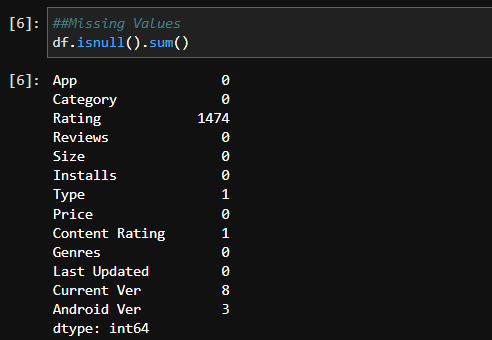 [6]: ##Missing Values
df.isnull().sum()
[6]: App 0
Category 0
Rating 1474
Reviews 0
Size 0
Installs 0
Type 1
Price 0
Content Rating 1
Genres 0
Last Updated 0
Current Ver 8
Android Ver 3
dtype: int64